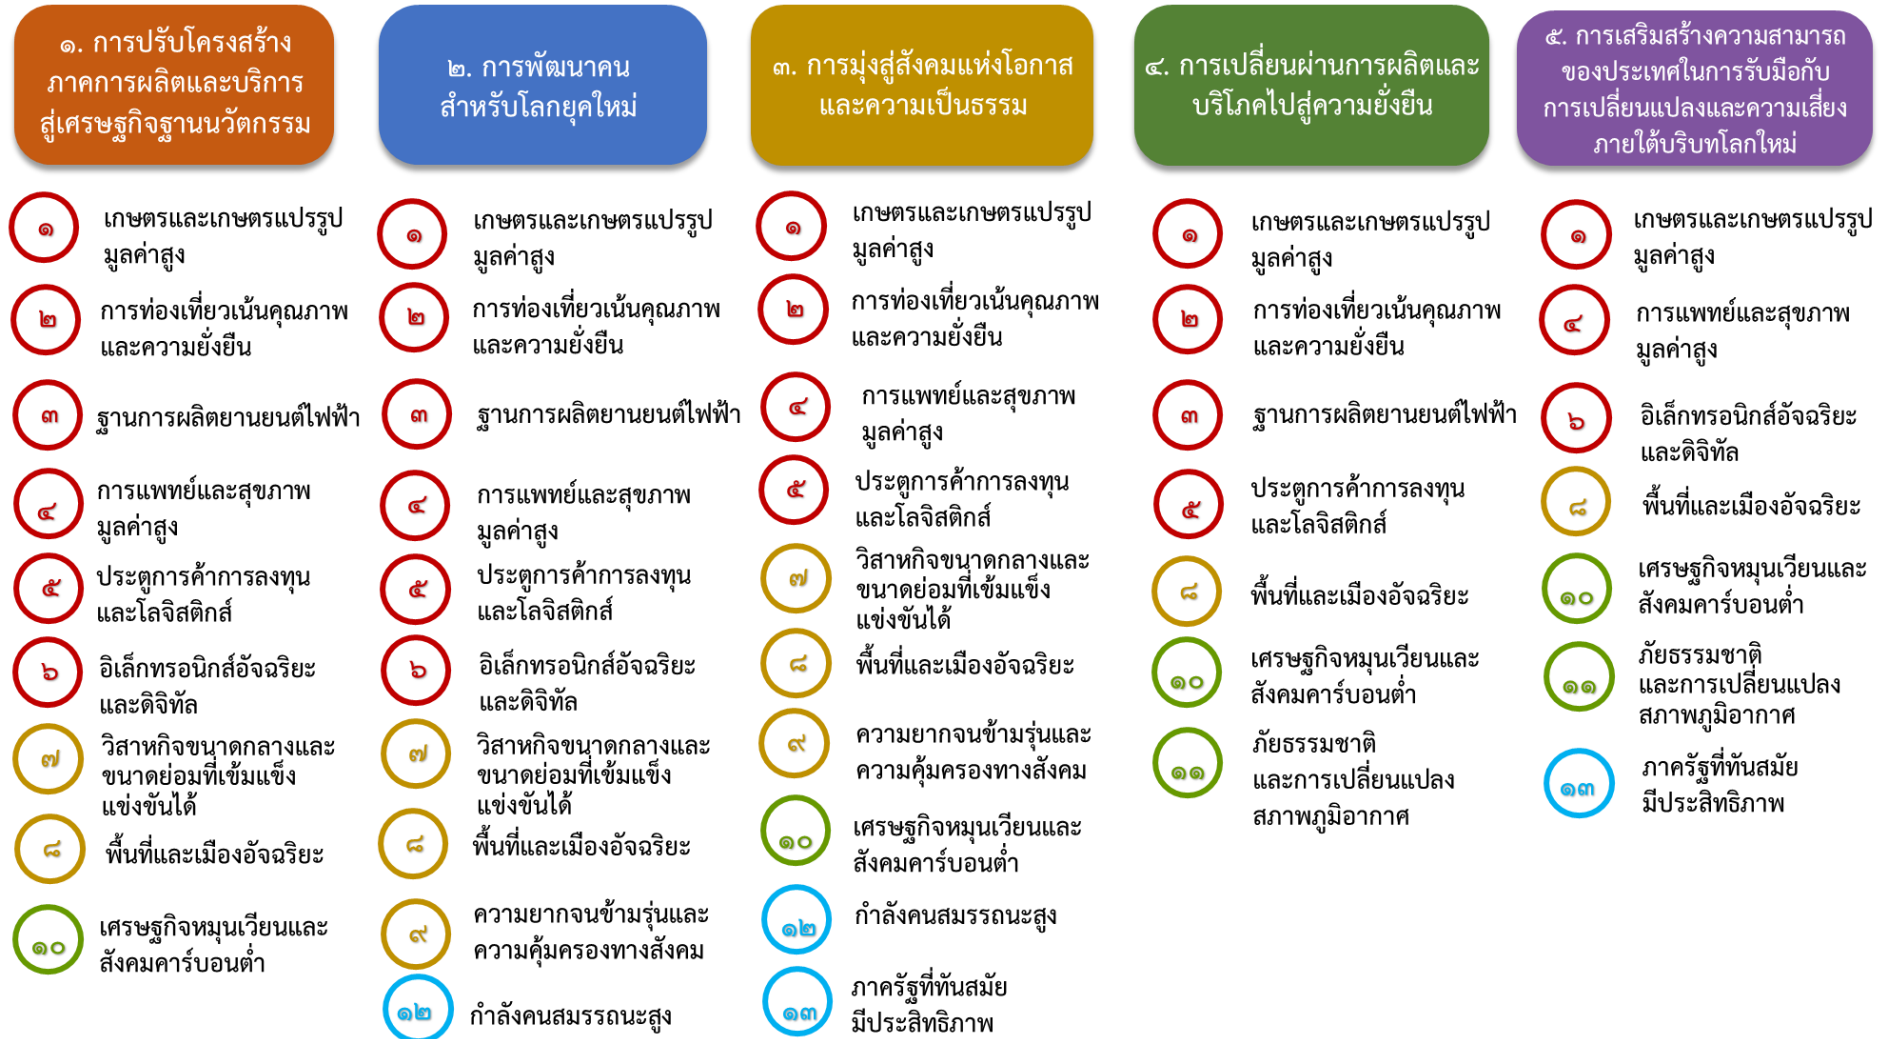 ๑. การปรับโครงสร้าง
ภาคการผลิตและบริการ
สู่เศรษฐกิจฐานนวัตกรรม
๑
เกษตรและเกษตรแปรรูป
มูลค่าสูง
๒
การท่องเที่ยวเน้นคุณภาพ
และความยั่งยืน
๓
ฐานการผลิตยานยนต์ไฟฟ้า
๔
การแพทย์และสุขภาพ
มูลค่าสูง
๕
ประตูการค้าการลงทุน
และโลจิสติกส์
๖
อิเล็กทรอนิกส์อัจฉริยะ
และดิจิทัล
๗
วิสาหกิจขนาดกลางและ
ขนาดย่อมที่เข้มแข็ง
แข่งขันได้
๘
พื้นที่และเมืองอัจฉริยะ
๑๐
เศรษฐกิจหมุนเวียนและ
สังคมคาร์บอนต่ำ
๒. การพัฒนาคน
สำหรับโลกยุคใหม่
๑
เกษตรและเกษตรแปรรูป
มูลค่าสูง
๒
การท่องเที่ยวเน้นคุณภาพ
และความยั่งยืน
๓
ฐานการผลิตยานยนต์ไฟฟ้า
๔
การแพทย์และสุขภาพ
มูลค่าสูง
๕
ประตูการค้าการลงทุน
และโลจิสติกส์
๖
อิเล็กทรอนิกส์อัจฉริยะ
และดิจิทัล
๗
วิสาหกิจขนาดกลางและ
ขนาดย่อมที่เข้มแข็ง
แข่งขันได้
๘
พื้นที่และเมืองอัจฉริยะ
๙
ความยากจนข้ามรุ่นและ
ความคุ้มครองทางสังคม
๑๒
กำลังคนสมรรถนะสูง
๓. การมุ่งสู่สังคมแห่งโอกาส
และความเป็นธรรม
๑
เกษตรและเกษตรแปรรูป
มูลค่าสูง
๒
การท่องเที่ยวเน้นคุณภาพ
และความยั่งยืน
๔
การแพทย์และสุขภาพ
มูลค่าสูง
๕
ประตูการค้าการลงทุน
และโลจิสติกส์
๗
วิสาหกิจขนาดกลางและ
ขนาดย่อมที่เข้มแข็ง
แข่งขันได้
๘
พื้นที่และเมืองอัจฉริยะ
๙
ความยากจนข้ามรุ่นและ
ความคุ้มครองทางสังคม
๑๐
เศรษฐกิจหมุนเวียนและ
สังคมคาร์บอนต่ำ
๑๒
กำลังคนสมรรถนะสูง
๑๓
ภาครัฐที่ทันสมัย
มีประสิทธิภาพ
๔. การเปลี่ยนผ่านการผลิตและ
บริโภคไปสู่ความยั่งยืน
๑
เกษตรและเกษตรแปรรูป
มูลค่าสูง
๒
การท่องเที่ยวเน้นคุณภาพ
และความยั่งยืน
๓
ฐานการผลิตยานยนต์ไฟฟ้า
๕
ประตูการค้าการลงทุน
และโลจิสติกส์
๘
พื้นที่และเมืองอัจฉริยะ
๑๐
เศรษฐกิจหมุนเวียนและ
สังคมคาร์บอนต่ำ
๑๑
ภัยธรรมชาติ
และการเปลี่ยนแปลง
สภาพภูมิอากาศ
๕. การเสริมสร้างความสามารถ
ของประเทศในการรับมือกับ
การเปลี่ยนแปลงและความเสี่ยง
ภายใต้บริบทโลกใหม่
๑
เกษตรและเกษตรแปรรูป
มูลค่าสูง
๔
การแพทย์และสุขภาพ
มูลค่าสูง
๖
อิเล็กทรอนิกส์อัจฉริยะ
และดิจิทัล
๘
พื้นที่และเมืองอัจฉริยะ
๑๐
เศรษฐกิจหมุนเวียนและ
สังคมคาร์บอนต่ำ
๑๑
ภัยธรรมชาติ
และการเปลี่ยนแปลง
สภาพภูมิอากาศ
๑๓
ภาครัฐที่ทันสมัย
มีประสิทธิภาพ